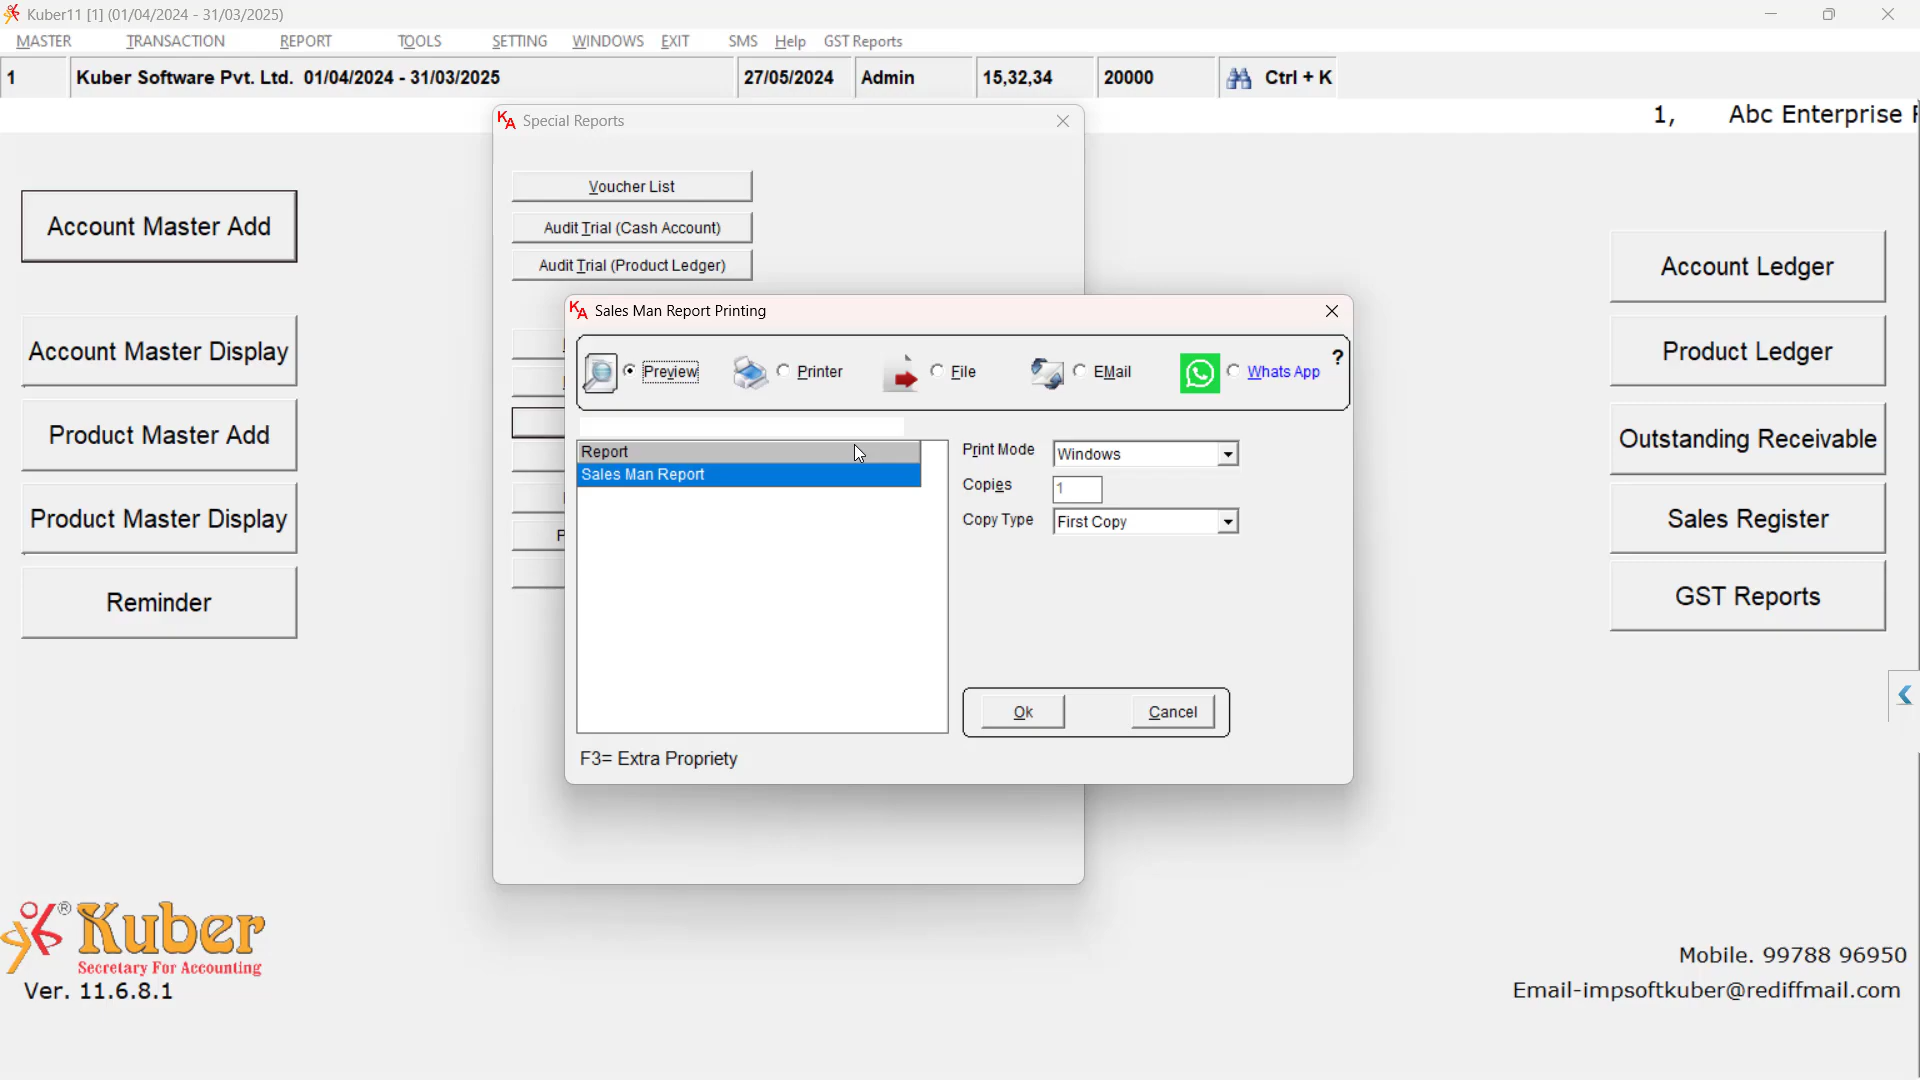 Kuber11 [1] (01/04/2024 - 31/03/2025)
MASTER TRANSACTION REPORT TOOLS SETTING WINDOWS EXIT SMS Help GST Reports
1 Kuber Software Pvt. Ltd. 01/04/2024 - 31/03/2025 27/05/2024 Admin 15,32,34 20000 Ctrl + K
1, Abc Enterprise
KA Special Reports
Voucher List
Audit Trial (Cash Account)
Audit Trial (Product Ledger)
Account Master Add
Account Master Display
Product Master Add
Product Master Display
Reminder
KA Sales Man Report Printing
Preview Printer File EMail Whats App ?
Report
Sales Man Report
Print Mode Windows
Copies 1
Copy Type First Copy
Ok Cancel
F3= Extra Propriety
P
Account Ledger
Product Ledger
Outstanding Receivable
Sales Register
GST Reports
® Kuber
Secretary For Accounting
Ver. 11.6.8.1
Mobile. 99788 96950
Email-impsoftkuber@rediffmail.com